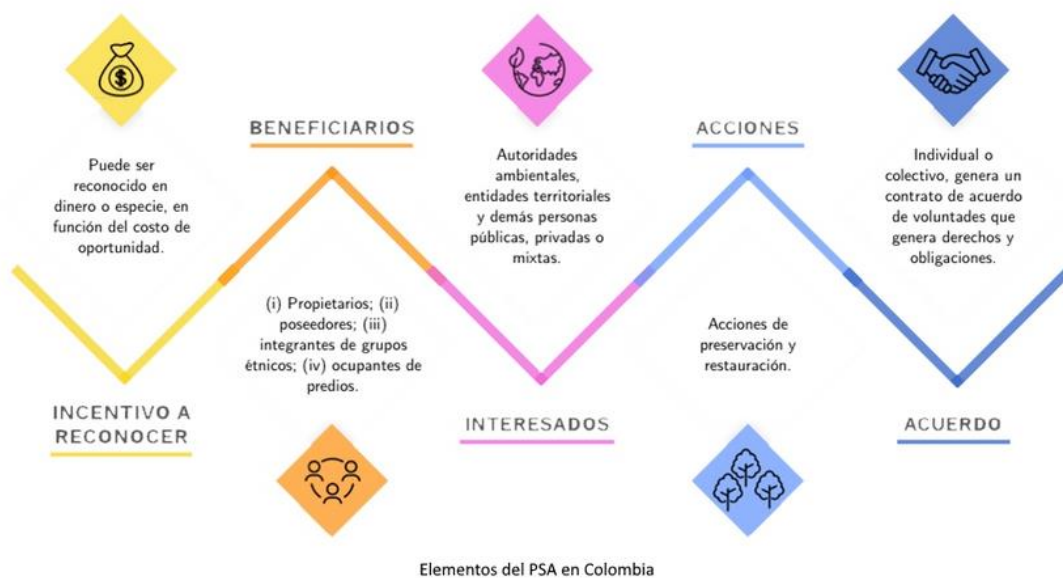 $
Puede ser
reconocido en
dinero o especie, en
función del costo de
oportunidad.
INCENTIVO A
RECONOCER
BENEFICIARIOS
(i) Propietarios; (ii)
poseedores; (iii)
integrantes de grupos
étnicos; (iv) ocupantes de
predios.
Autoridades
ambientales,
entidades territoriales
y demás personas
públicas, privadas o
mixtas.
INTERESADOS
ACCIONES
Acciones de
preservación y
restauración.
Individual o
colectivo, genera un
contrato de acuerdo
de voluntades que
genera derechos y
obligaciones.
ACUERDO
Elementos del PSA en Colombia